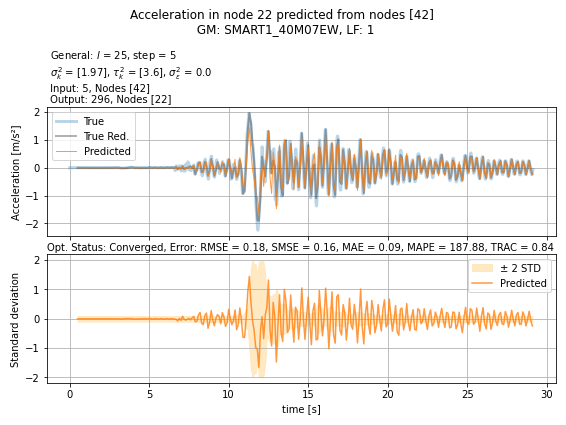 Acceleration in node 22 predicted from nodes [42]
GM: SMART1_40M07EW, LF: 1
General: l = 25, step = 5
σ²ₖ = [1.97], τ²ₖ = [3.6], σ²ₑ = 0.0
Input: 5, Nodes [42]
Output: 296, Nodes [22]
True
True Red.
Predicted
Acceleration [m/s²]
2
1
0
−1
−2
Opt. Status: Converged, Error: RMSE = 0.18, SMSE = 0.16, MAE = 0.09, MAPE = 187.88, TRAC = 0.84
± 2 STD
Predicted
Standard deviation
2
1
0
−1
−2
0
5
10
15
20
25
30
time [s]